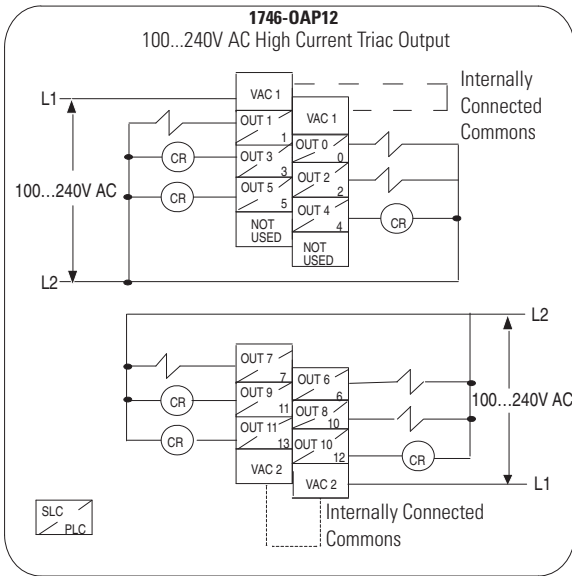 1746-OAP12
100...240V AC High Current Triac Output
L1
VAC 1
VAC 1
Internally
Connected
Commons
OUT 1
1
OUT 0
0
CR
OUT 3
3
OUT 2
2
100...240V AC
CR
OUT 5
5
OUT 4
4
CR
NOT
USED
NOT
USED
L2
L2
OUT 7
7
OUT 6
6
CR
OUT 9
11
OUT 8
10
100...240V AC
CR
OUT 11
13
OUT 10
12
CR
VAC 2
VAC 2
L1
SLC
PLC
Internally Connected
Commons